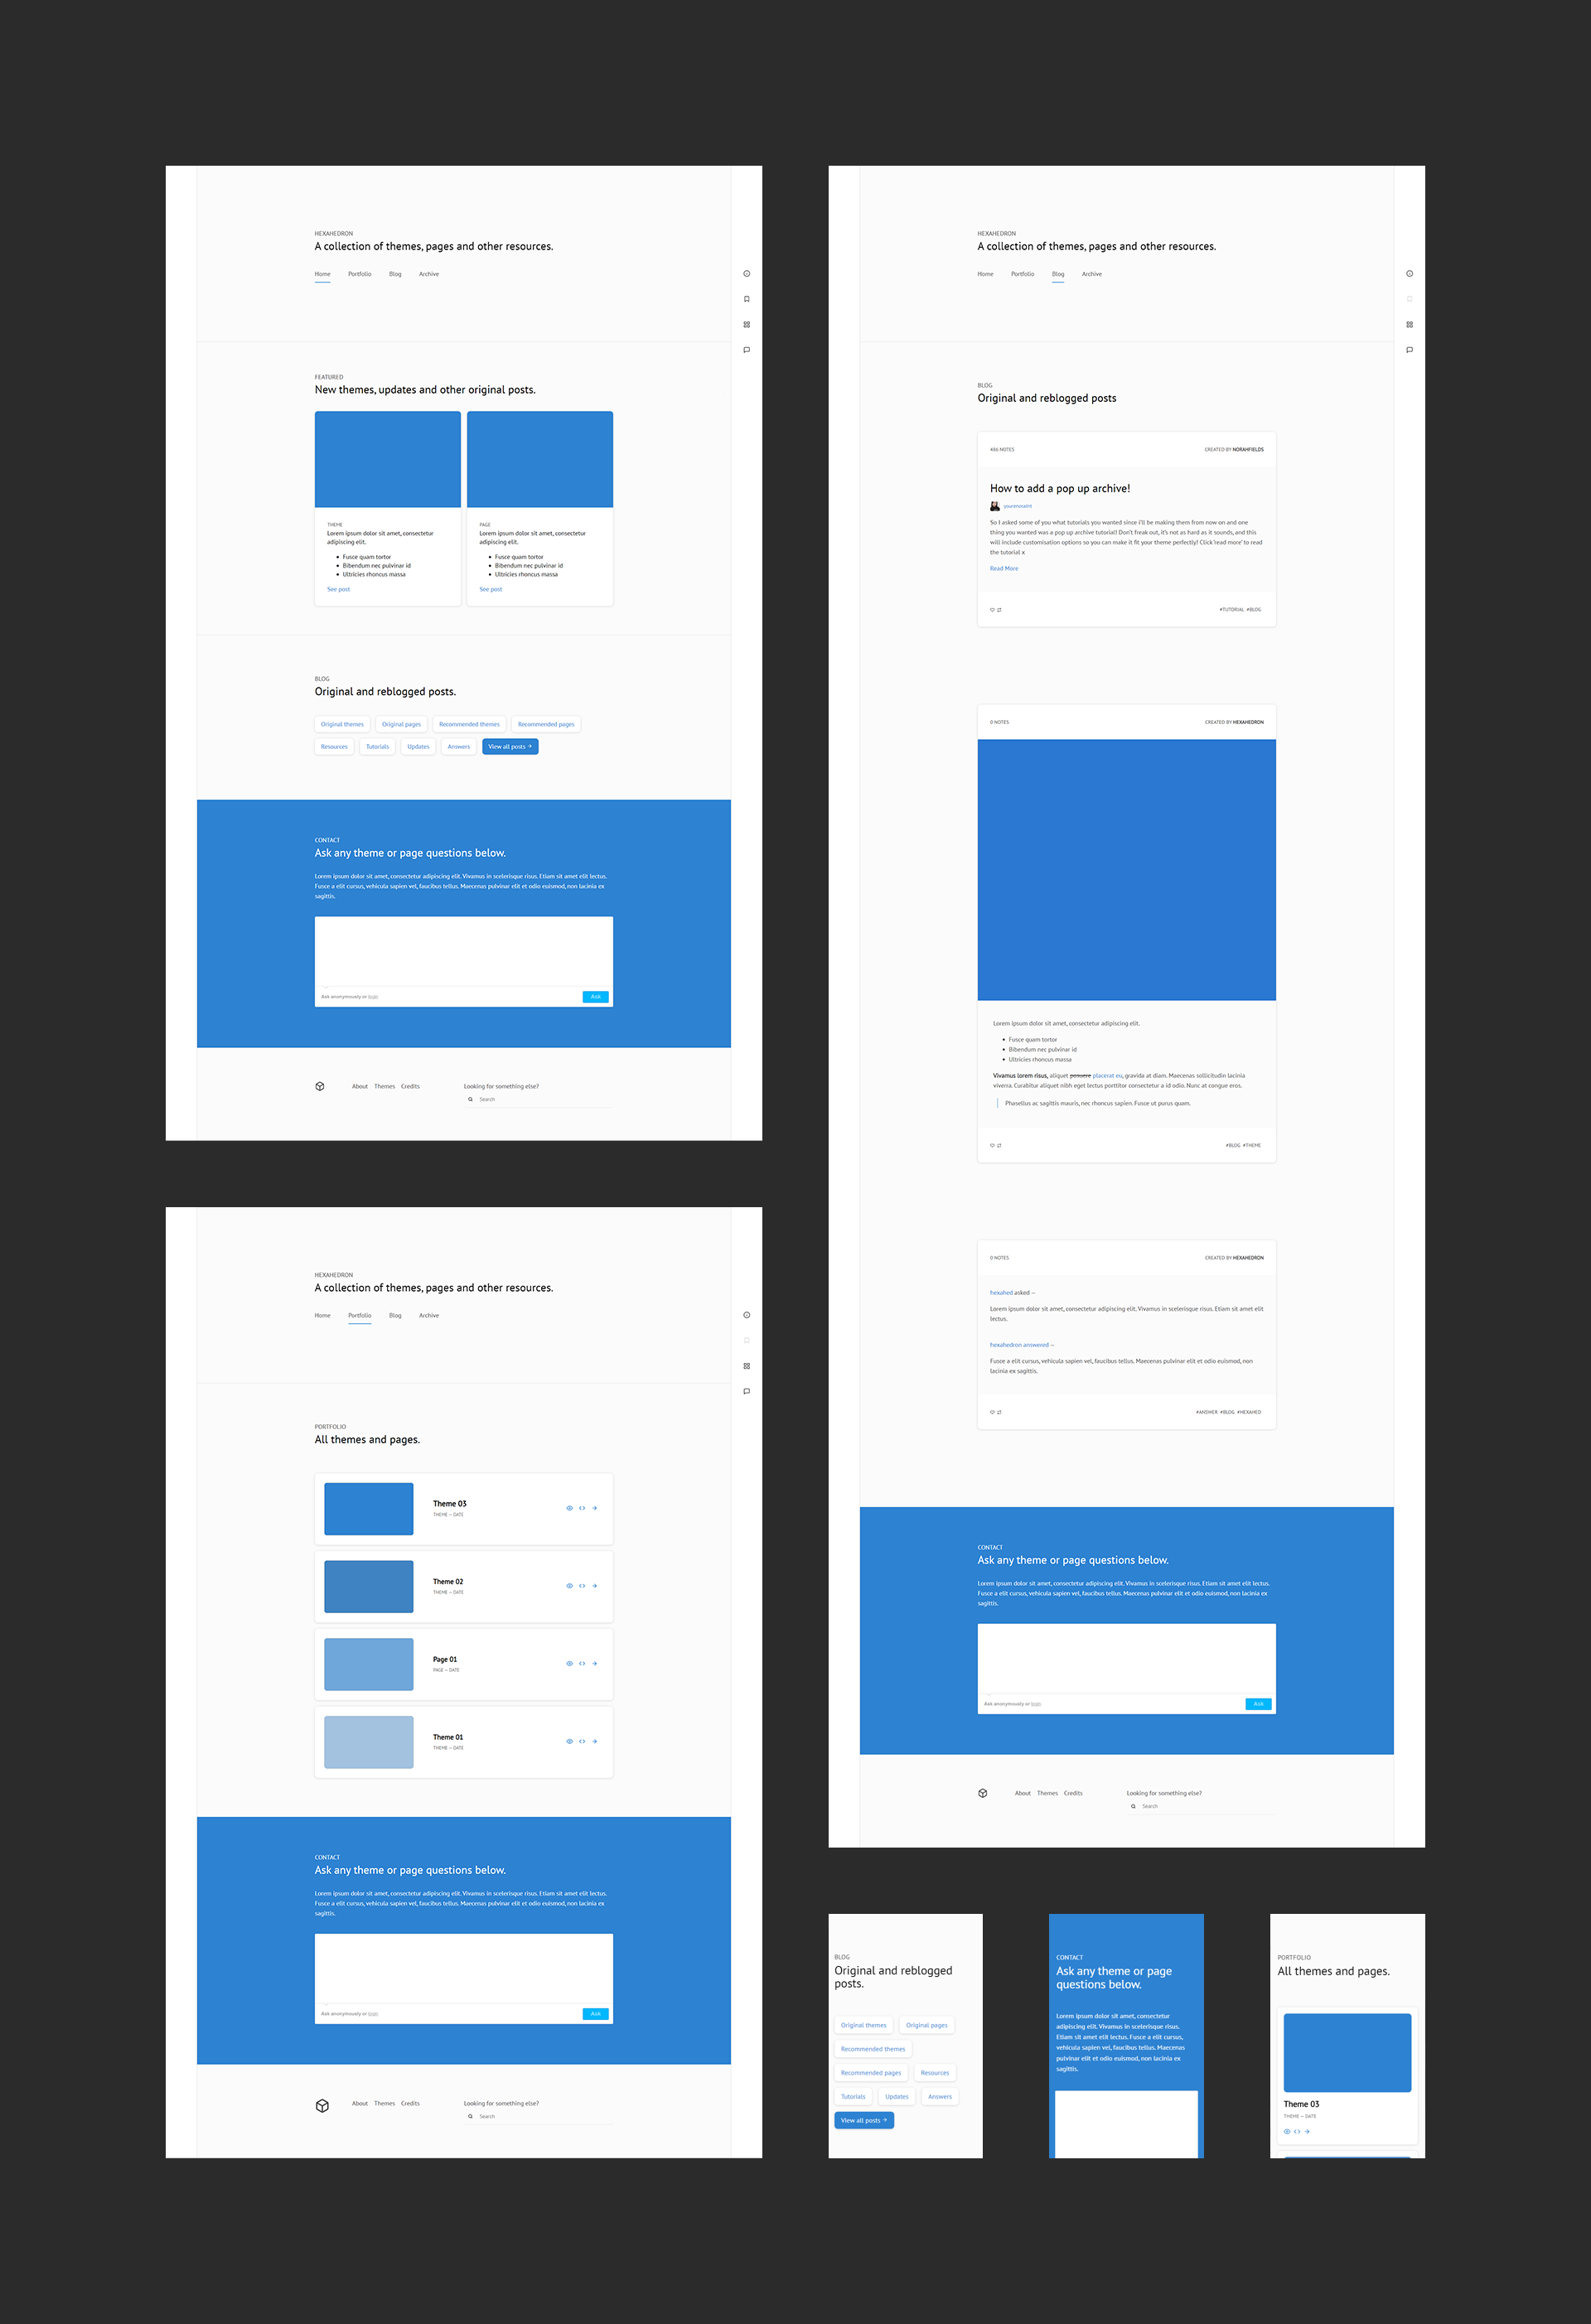 HEXAHEDRON
A collection of themes, pages and other resources.
Home Portfolio Blog Archive
FEATURED
New themes, updates and other original posts.
THEME
Lorem ipsum dolor sit amet, consectetur
adipiscing elit.
Fusce quam tortor
Bibendum nec pulvinar id
Ultricies rhoncus massa
See post
PAGE
Lorem ipsum dolor sit amet, consectetur
adipiscing elit.
Fusce quam tortor
Bibendum nec pulvinar id
Ultricies rhoncus massa
See post
BLOG
Original and reblogged posts.
Original themes Original pages Recommended themes Recommended pages
Resources Tutorials Updates Answers View all posts
CONTACT
Ask any theme or page questions below.
Lorem ipsum dolor sit amet, consectetur adipiscing elit. Vivamus in scelerisque risus. Etiam sit amet elit lectus.
Fusce a elit cursus, vehicula sapien vel, faucibus tellus. Maecenas pulvinar elit et odio euismod, non lacinia ex
sagittis.
Ask anonymously or login
Ask
About Themes Credits
Looking for something else?
Search
HEXAHEDRON
A collection of themes, pages and other resources.
Home Portfolio Blog Archive
PORTFOLIO
All themes and pages.
Theme 03
THEME — DATE
Theme 02
THEME — DATE
Page 01
PAGE — DATE
Theme 01
THEME — DATE
CONTACT
Ask any theme or page questions below.
Lorem ipsum dolor sit amet, consectetur adipiscing elit. Vivamus in scelerisque risus. Etiam sit amet elit lectus.
Fusce a elit cursus, vehicula sapien vel, faucibus tellus. Maecenas pulvinar elit et odio euismod, non lacinia ex
sagittis.
Ask anonymously or login
Ask
About Themes Credits
Looking for something else?
Search
HEXAHEDRON
A collection of themes, pages and other resources.
Home Portfolio Blog Archive
BLOG
Original and reblogged posts
486 NOTES
CREATED BY NORAHFIELDS
How to add a pop up archive!
yourenosaint
So I asked some of you what tutorials you wanted since i'll be making them from now on and one
thing you wanted was a pop up archive tutorial! Don't freak out, it's not as hard as it sounds, and this
will include customisation options so you can make it fit your theme perfectly! Click 'read more' to read
the tutorial x
Read More
#TUTORIAL #BLOG
0 NOTES
CREATED BY HEXAHEDRON
Lorem ipsum dolor sit amet, consectetur adipiscing elit.
Fusce quam tortor
Bibendum nec pulvinar id
Ultricies rhoncus massa
Vivamus lorem risus, aliquet posuere placerat eu, gravida at diam. Maecenas sollicitudin lacinia
viverra. Curabitur aliquet nibh eget lectus porttitor consectetur a id odio. Nunc at congue eros.
Phasellus ac sagittis mauris, nec rhoncus sapien. Fusce ut purus quam.
#BLOG #THEME
0 NOTES
CREATED BY HEXAHEDRON
hexahed asked —
Lorem ipsum dolor sit amet, consectetur adipiscing elit. Vivamus in scelerisque risus. Etiam sit amet elit
lectus.
hexahedron answered —
Fusce a elit cursus, vehicula sapien vel, faucibus tellus. Maecenas pulvinar elit et odio euismod, non
lacinia ex sagittis.
#ANSWER #BLOG #HEXAHED
CONTACT
Ask any theme or page questions below.
Lorem ipsum dolor sit amet, consectetur adipiscing elit. Vivamus in scelerisque risus. Etiam sit amet elit lectus.
Fusce a elit cursus, vehicula sapien vel, faucibus tellus. Maecenas pulvinar elit et odio euismod, non lacinia ex
sagittis.
Ask anonymously or login
Ask
About Themes Credits
Looking for something else?
Search
BLOG
Original and reblogged
posts.
Original themes Original pages
Recommended themes
Recommended pages Resources
Tutorials Updates Answers
View all posts
CONTACT
Ask any theme or page
questions below.
Lorem ipsum dolor sit amet, consectetur
adipiscing elit. Vivamus in scelerisque risus.
Etiam sit amet elit lectus. Fusce a elit cursus,
vehicula sapien vel, faucibus tellus. Maecenas
pulvinar elit et odio euismod, non lacinia ex
sagittis.
PORTFOLIO
All themes and pages.
Theme 03
THEME — DATE